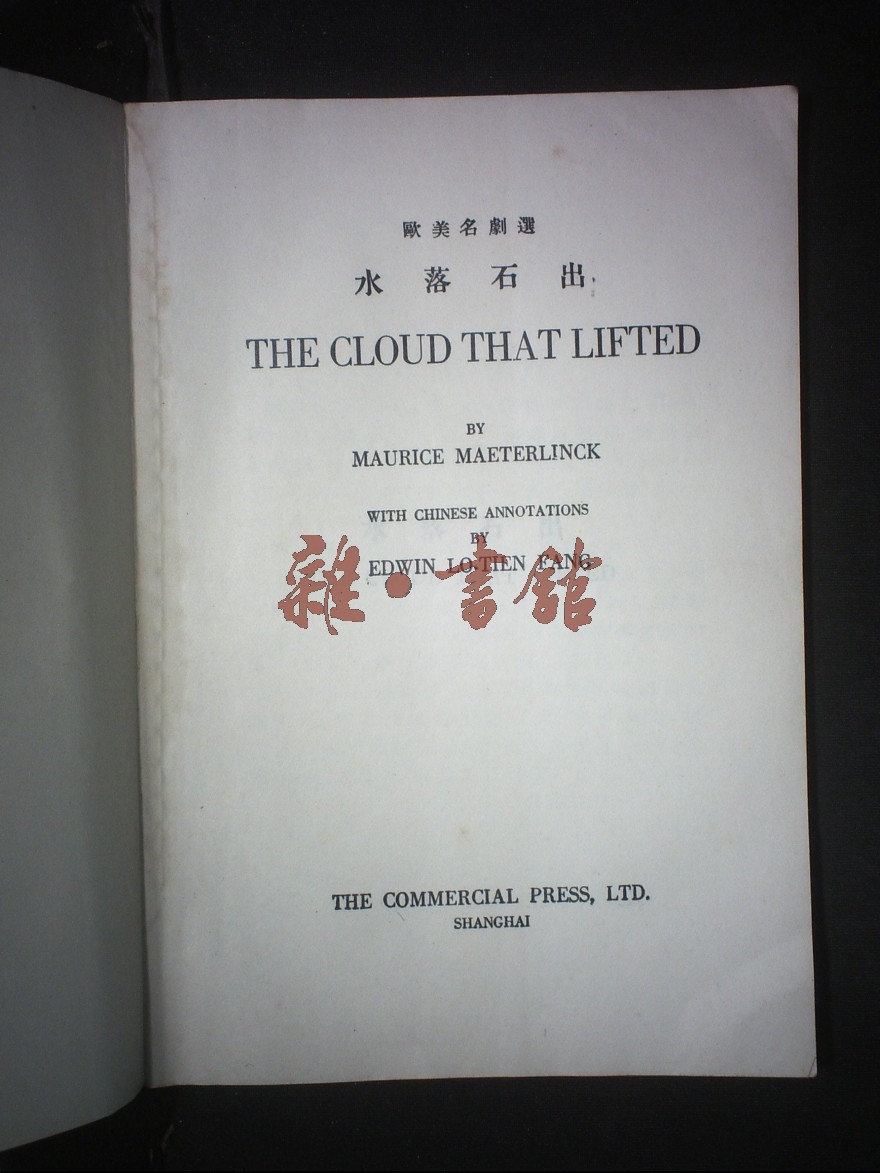 歐美名劇選
水落石出
THE CLOUD THAT LIFTED
BY
MAURICE MAETERLINCK
WITH CHINESE ANNOTATIONS
BY
EDWIN LO-TIEN FANG
雜·書館
THE COMMERCIAL PRESS, LTD.
SHANGHAI